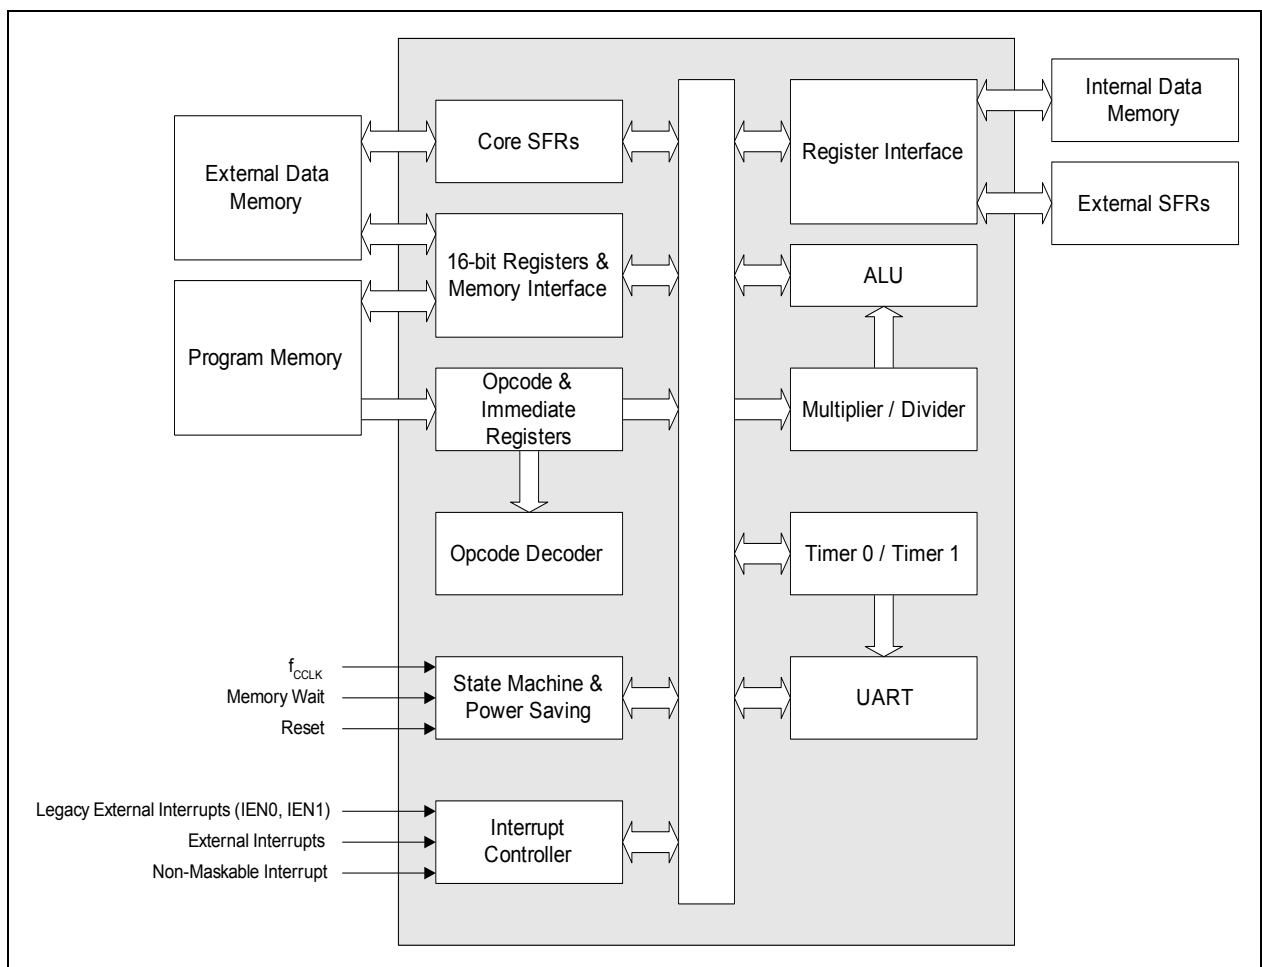 External Data
Memory
Program Memory
Core SFRs
16-bit Registers &
Memory Interface
Opcode &
Immediate
Registers
Opcode Decoder
State Machine &
Power Saving
Interrupt
Controller
f CCLK
Memory Wait
Reset
Legacy External Interrupts (IEN0, IEN1)
External Interrupts
Non-Maskable Interrupt
Register Interface
ALU
Multiplier / Divider
Timer 0 / Timer 1
UART
Internal Data
Memory
External SFRs